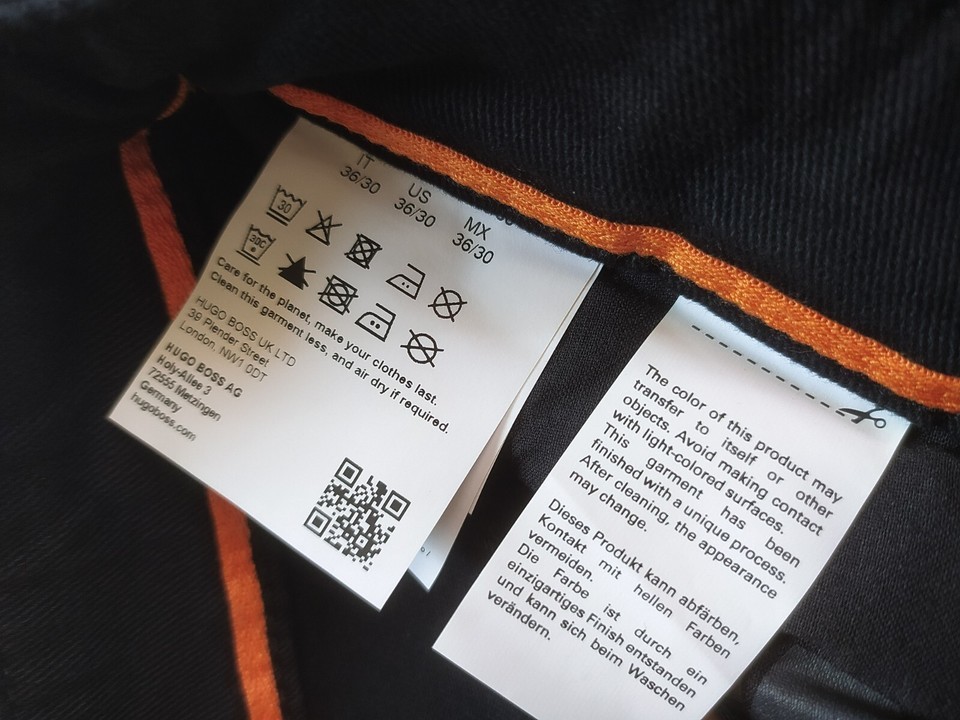 IT
36/30
US
36/30
MX
36/30
30
30C
Care for the planet, make your clothes last.
Clean this garment less, and air dry if required.
HUGO BOSS UK LTD
39 Plender Street
London, NW1 0DT
HUGO BOSS AG
Holy-Allee 3
72555 Metzingen
Germany
hugoboss.com
The color of this product may
transfer to itself or other
objects. Avoid making contact
with light-colored surfaces.
This garment has been
finished with a unique process.
After cleaning, the appearance
may change.
Dieses Produkt kann abfärben,
Kontakt mit hellen Farben
vermeiden.
Die Farbe ist durch ein
einzigartiges Finish entstanden
und kann sich beim Waschen
verändern.